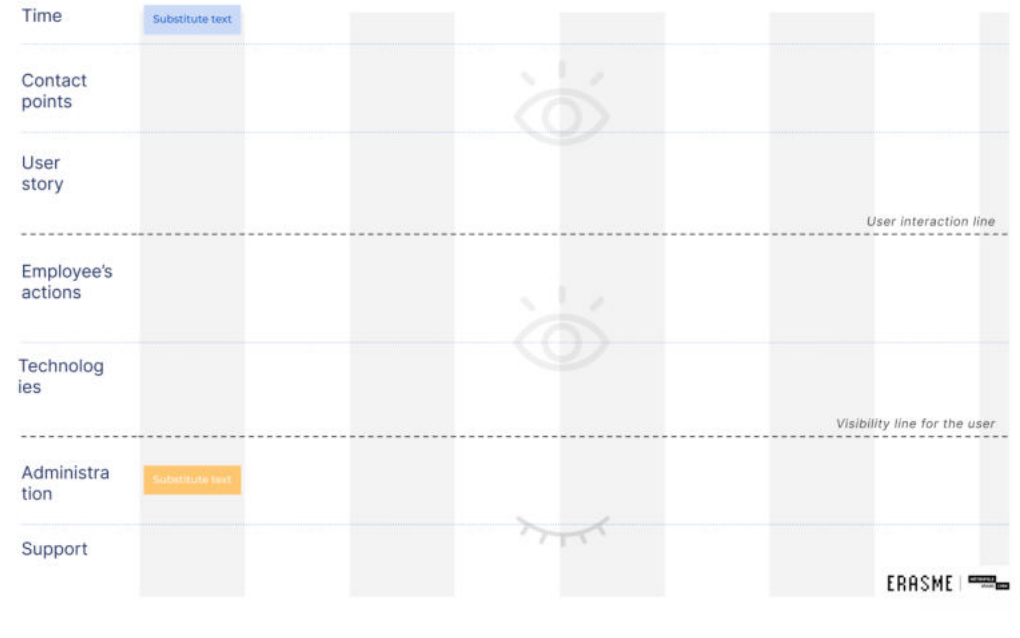 Time
Substitute text
Contact
points
User
story
User interaction line
Employee's
actions
Technolog
ies
Visibility line for the user
Administra
tion
Substitute text
Support
ERASME